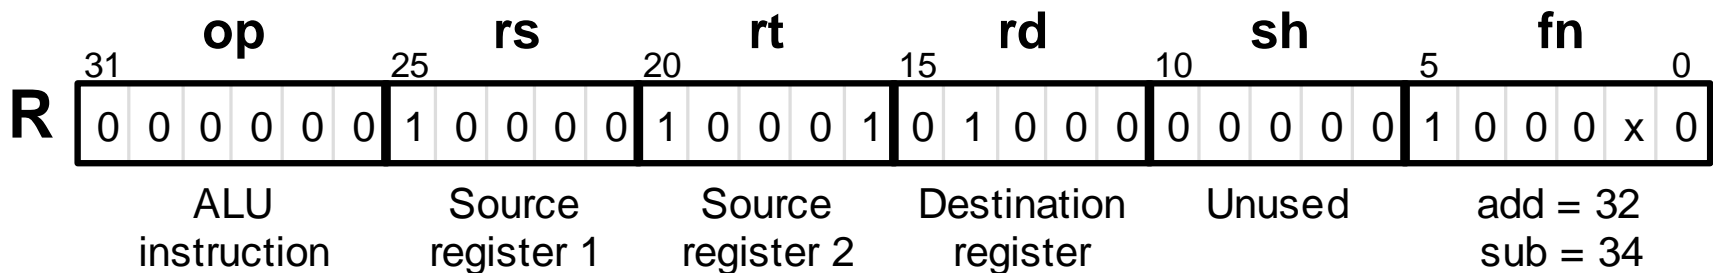 op rs rt rd sh fn
31 25 20 15 10 5 0
R 0 0 0 0 0 0 1 0 0 0 0 1 0 0 0 1 0 1 0 0 0 0 0 0 0 0 1 0 0 0 x 0
ALU Source Source Destination Unused add = 32
instruction register 1 register 2 register sub = 34